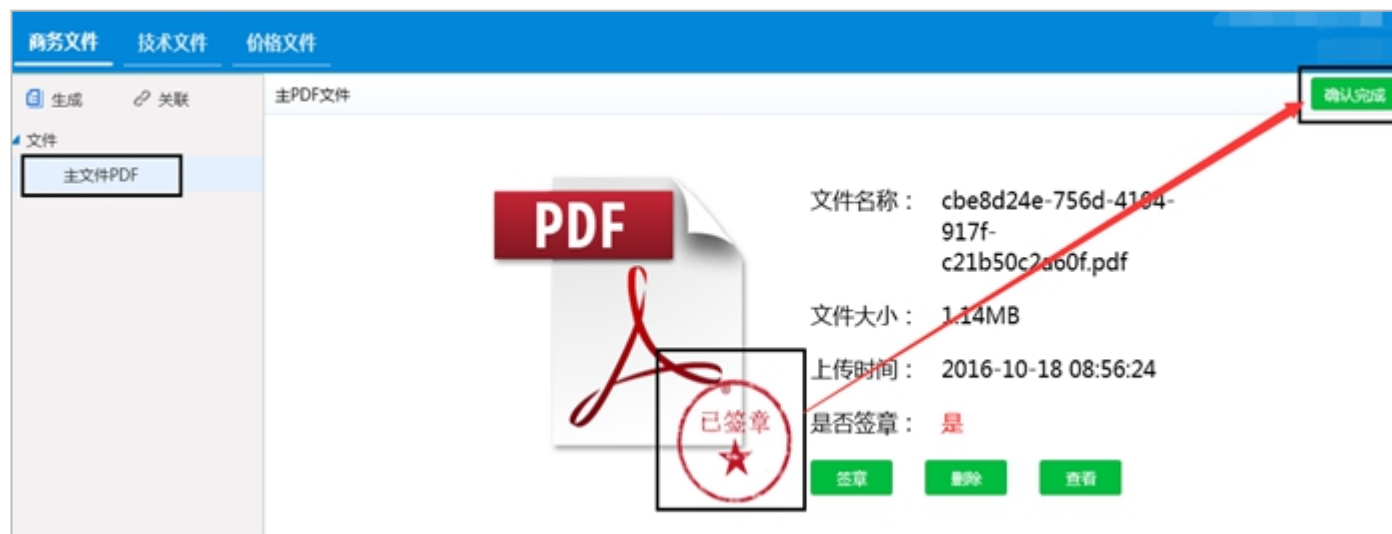 商务文件 技术文件 价格文件
生成 关联 主PDF文件 确认完成
文件
主文件PDF
PDF
文件名称： cbe8d24e-756d-4194-
917f-
c21b50c2a60f.pdf
文件大小： 1.14MB
上传时间： 2016-10-18 08:56:24
已签章
是否签章： 是
签章 删除 查看